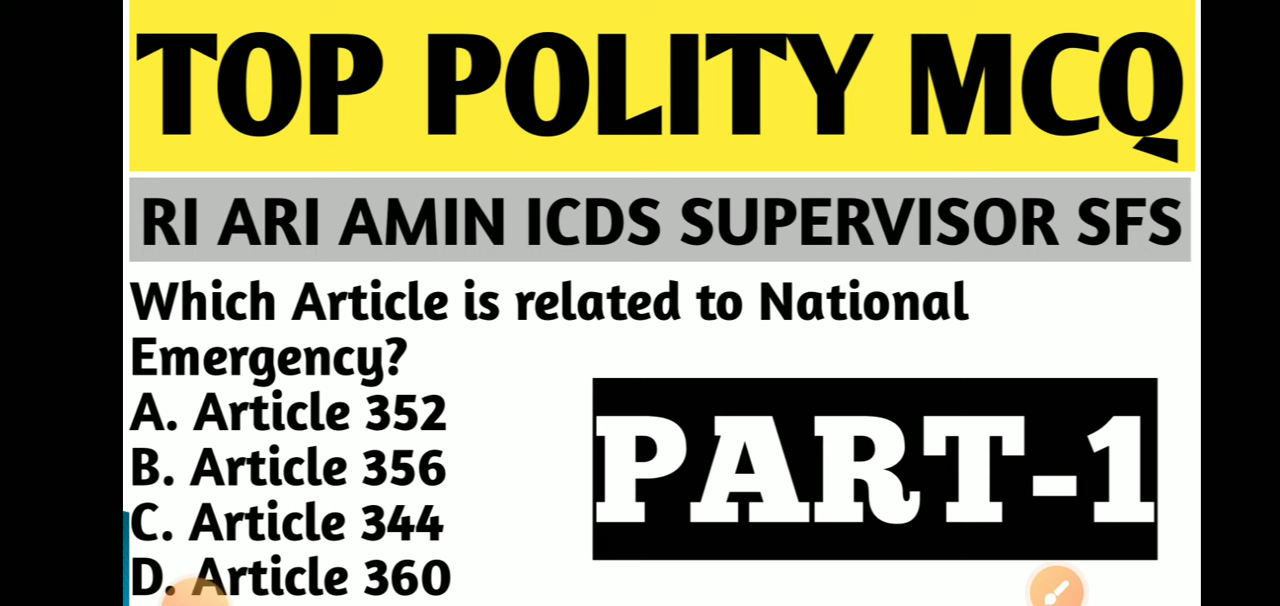 TOP POLITY MCQ
RI ARI AMIN ICDS SUPERVISOR SFS
Which Article is related to National
Emergency?
A. Article 352
B. Article 356
C. Article 344
D. Article 360
PART-1